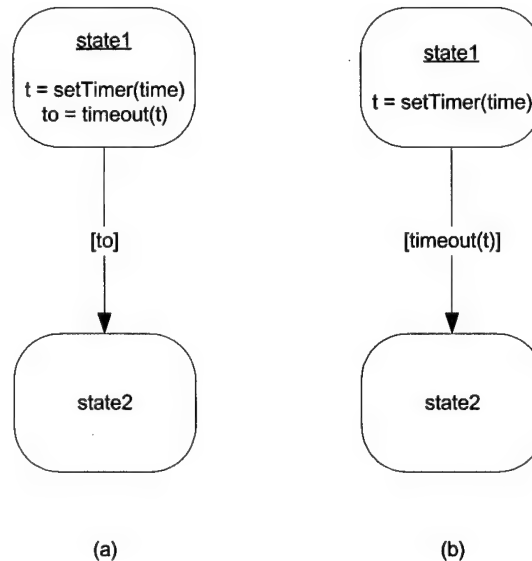 state1
t = setTimer(time)
to = timeout(t)
[to]
state2
(a)
state1
t = setTimer(time)
[timeout(t)]
state2
(b)